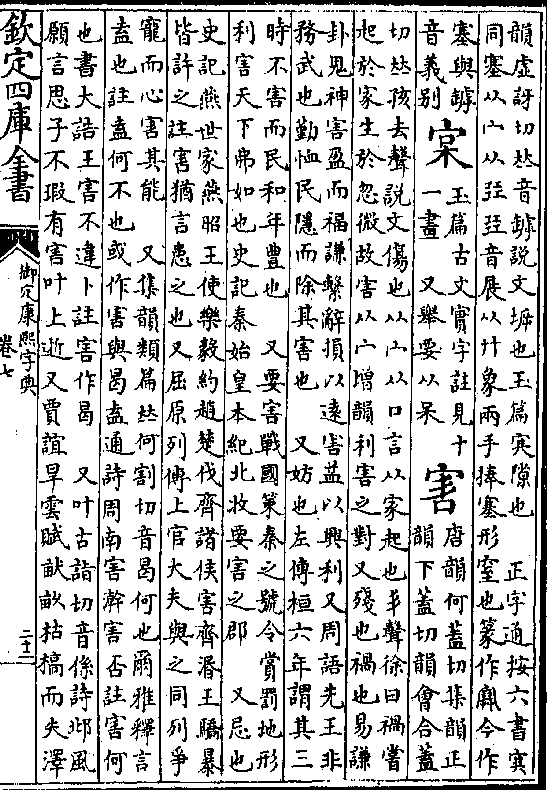 韻虛訝切𠀤音罅說文㙤也玉篇𡨄隙也　正字通按六書𡨄
同塞从宀从㠭㠭音展从廾象兩手捧塞形窒也篆作𡫳今作
塞與罅
音義别
宲
玉篇古文實字註見十
一畫　又舉要从呆
害
唐韻何蓋切集韻正
韻下蓋切韻會合蓋
切𠀤孩去聲說文傷也从宀从口言从家起也丯聲徐曰禍嘗
起於家生於忽微故害从宀增韻利害之對又殘也禍也易謙
卦鬼神害盈而福謙繫辭損以遠害益以興利又周語先王非
務武也勤恤民隱而除其害也　又妨也左傳桓六年謂其三
時不害而民和年豐也　又要害戰國策秦之號令賞罰地形
利害天下弗如也史記秦始皇本紀北收要害之郡　又忌也
史記燕世家燕昭王使樂毅約趙楚伐齊諸侯害齊湣王驕暴
皆許之註害猶言患之也又屈原列傳上官大夫與之同列爭
寵而心害其能　又集韻類篇𠀤何割切音曷何也爾雅釋言
盍也註盍何不也或作害與曷盍通詩周南害澣害否註害何
也書大誥王害不違卜註害作曷　又叶古詣切音係詩邶風
願言思子不瑕有害叶上逝又賈誼旱雲賦畎畝枯槁而失澤
欽定四庫全書
御定康熙字典
卷七
二十二